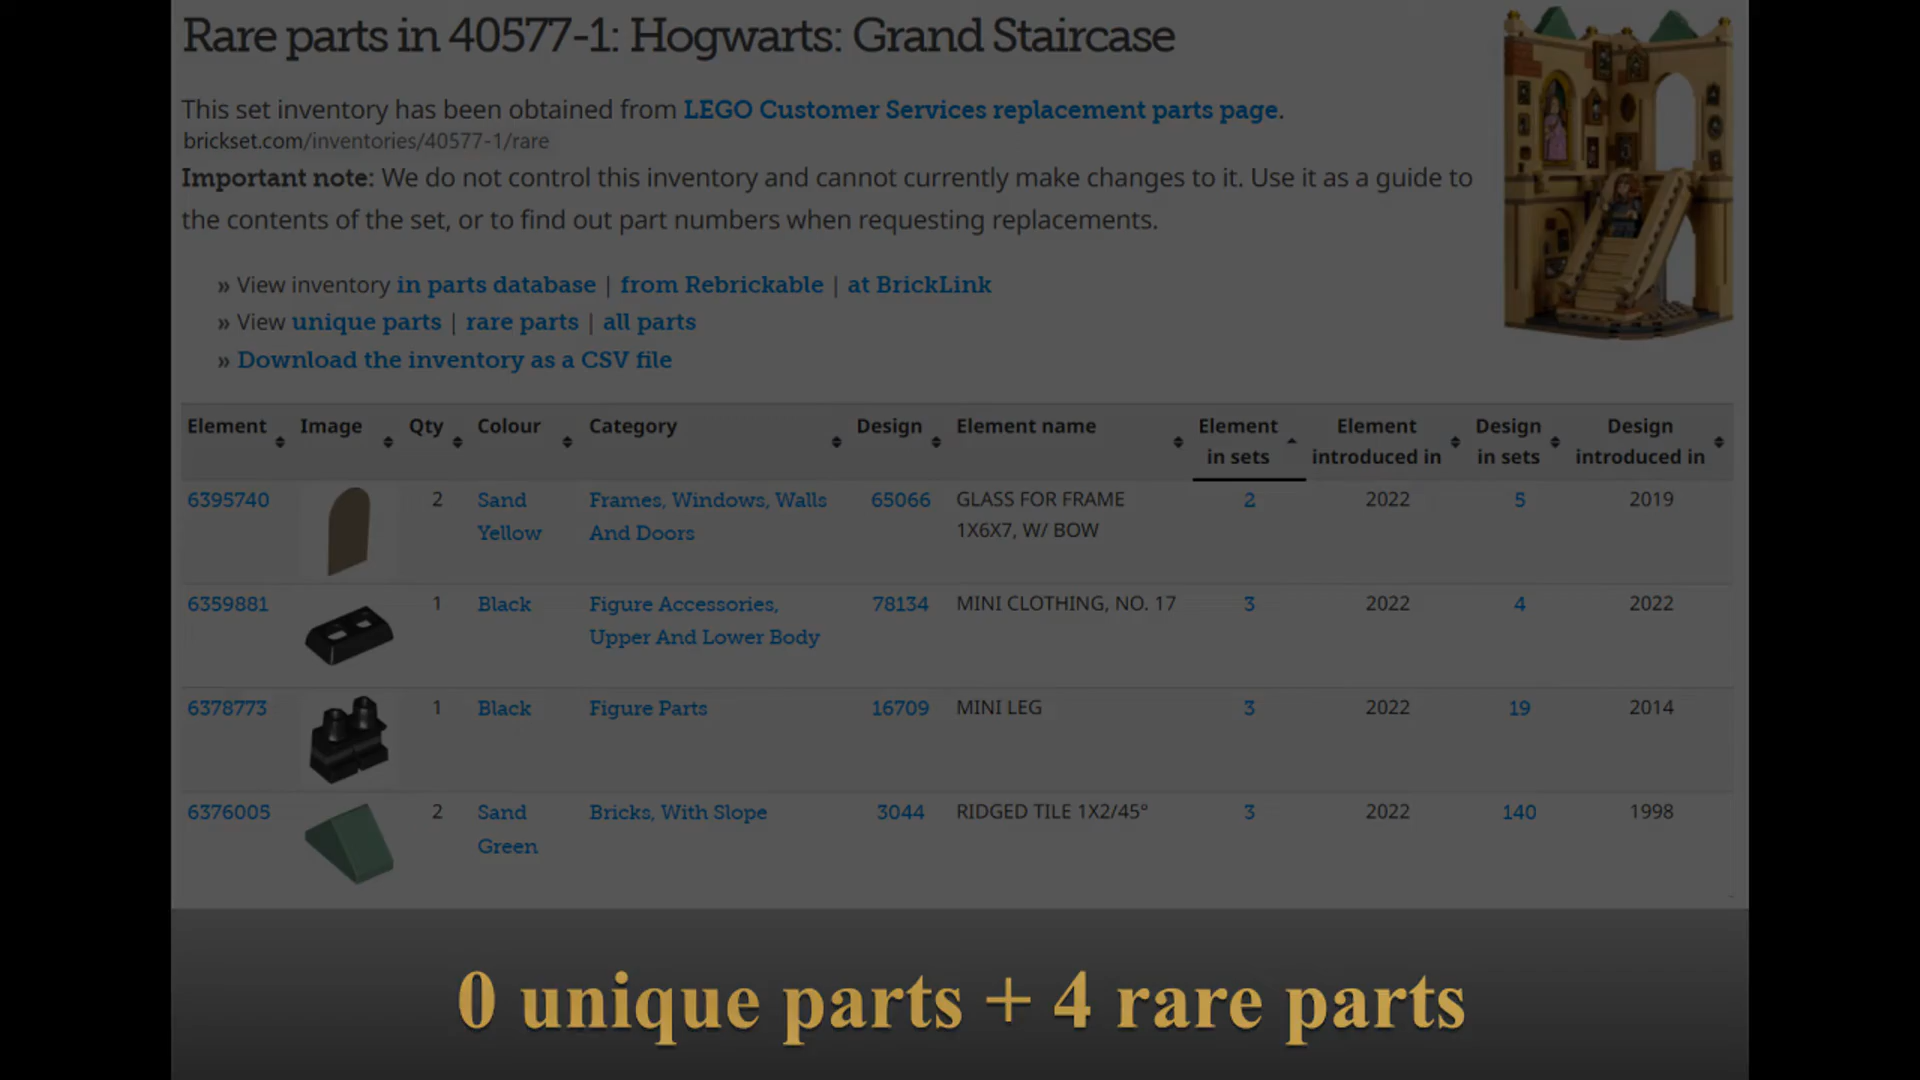 Rare parts in 40577-1: Hogwarts: Grand Staircase
This set inventory has been obtained from LEGO Customer Services replacement parts page.
brickset.com/inventories/40577-1/rare
Important note: We do not control this inventory and cannot currently make changes to it. Use it as a guide to
the contents of the set, or to find out part numbers when requesting replacements.
» View inventory in parts database | from Rebrickable | at BrickLink
» View unique parts | rare parts | all parts
» Download the inventory as a CSV file
Element Image Qty Colour Category Design Element name Element in sets Element introduced in Design in sets Design introduced in
6395740 2 Sand Yellow Frames, Windows, Walls And Doors 65066 GLASS FOR FRAME 1X6X7, W/ BOW 2 2022 5 2019
6359881 1 Black Figure Accessories, Upper And Lower Body 78134 MINI CLOTHING, NO. 17 3 2022 4 2022
6378773 1 Black Figure Parts 16709 MINI LEG 3 2022 19 2014
6376005 2 Sand Green Bricks, With Slope 3044 RIDGED TILE 1X2/45° 3 2022 140 1998
0 unique parts + 4 rare parts